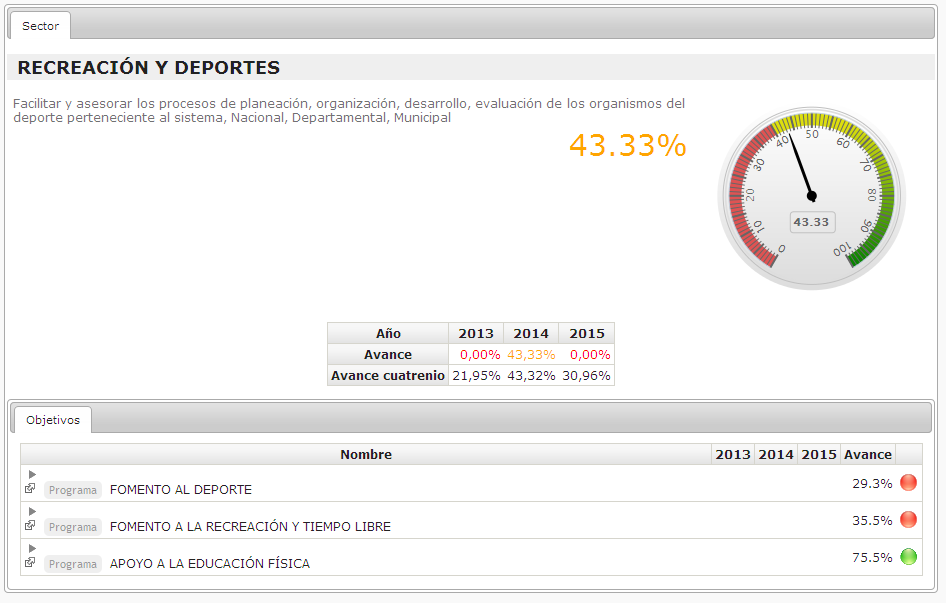 Sector
RECREACIÓN Y DEPORTES
Facilitar y asesorar los procesos de planeación, organización, desarrollo, evaluación de los organismos del
deporte perteneciente al sistema, Nacional, Departamental, Municipal
43.33%
0 10 20 30 40 50 60 70 80 90 100
43.33
Año 2013 2014 2015
Avance 0,00% 43,33% 0,00%
Avance cuatrenio 21,95% 43,32% 30,96%
Objetivos
Nombre 2013 2014 2015 Avance
Programa FOMENTO AL DEPORTE 29.3%
Programa FOMENTO A LA RECREACIÓN Y TIEMPO LIBRE 35.5%
Programa APOYO A LA EDUCACIÓN FÍSICA 75.5%